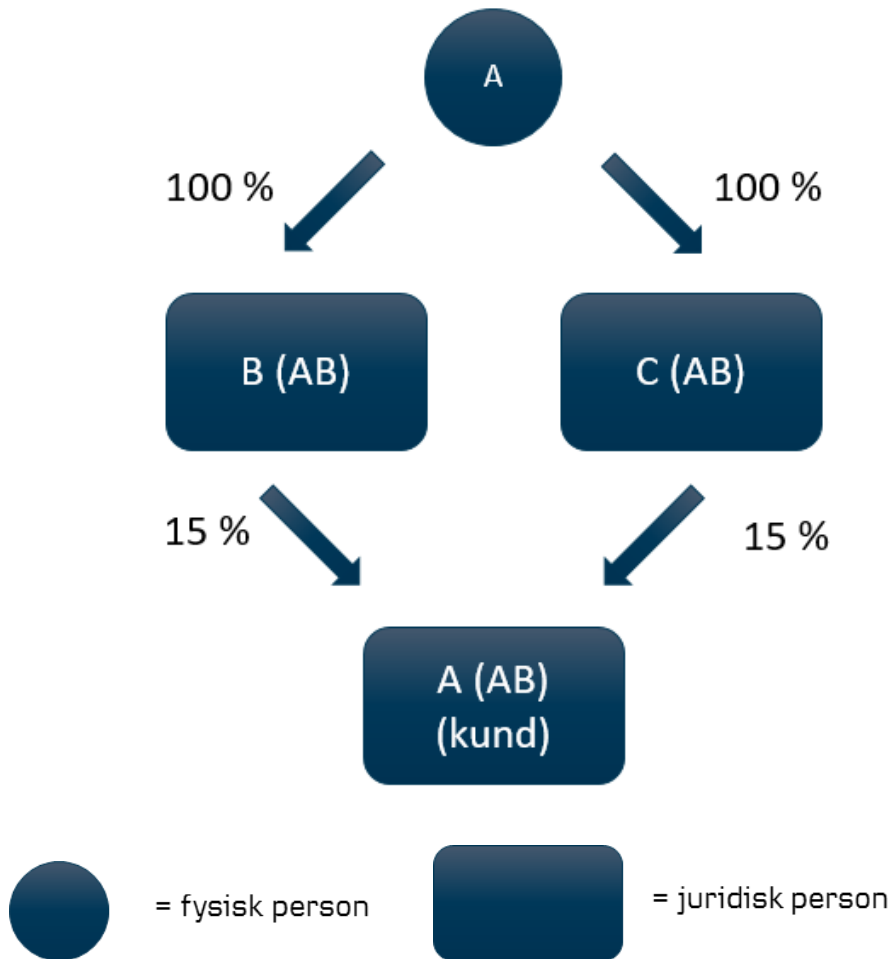 A
100 %
100 %
B (AB)
C (AB)
15 %
15 %
A (AB)
(kund)
= fysisk person
= juridisk person